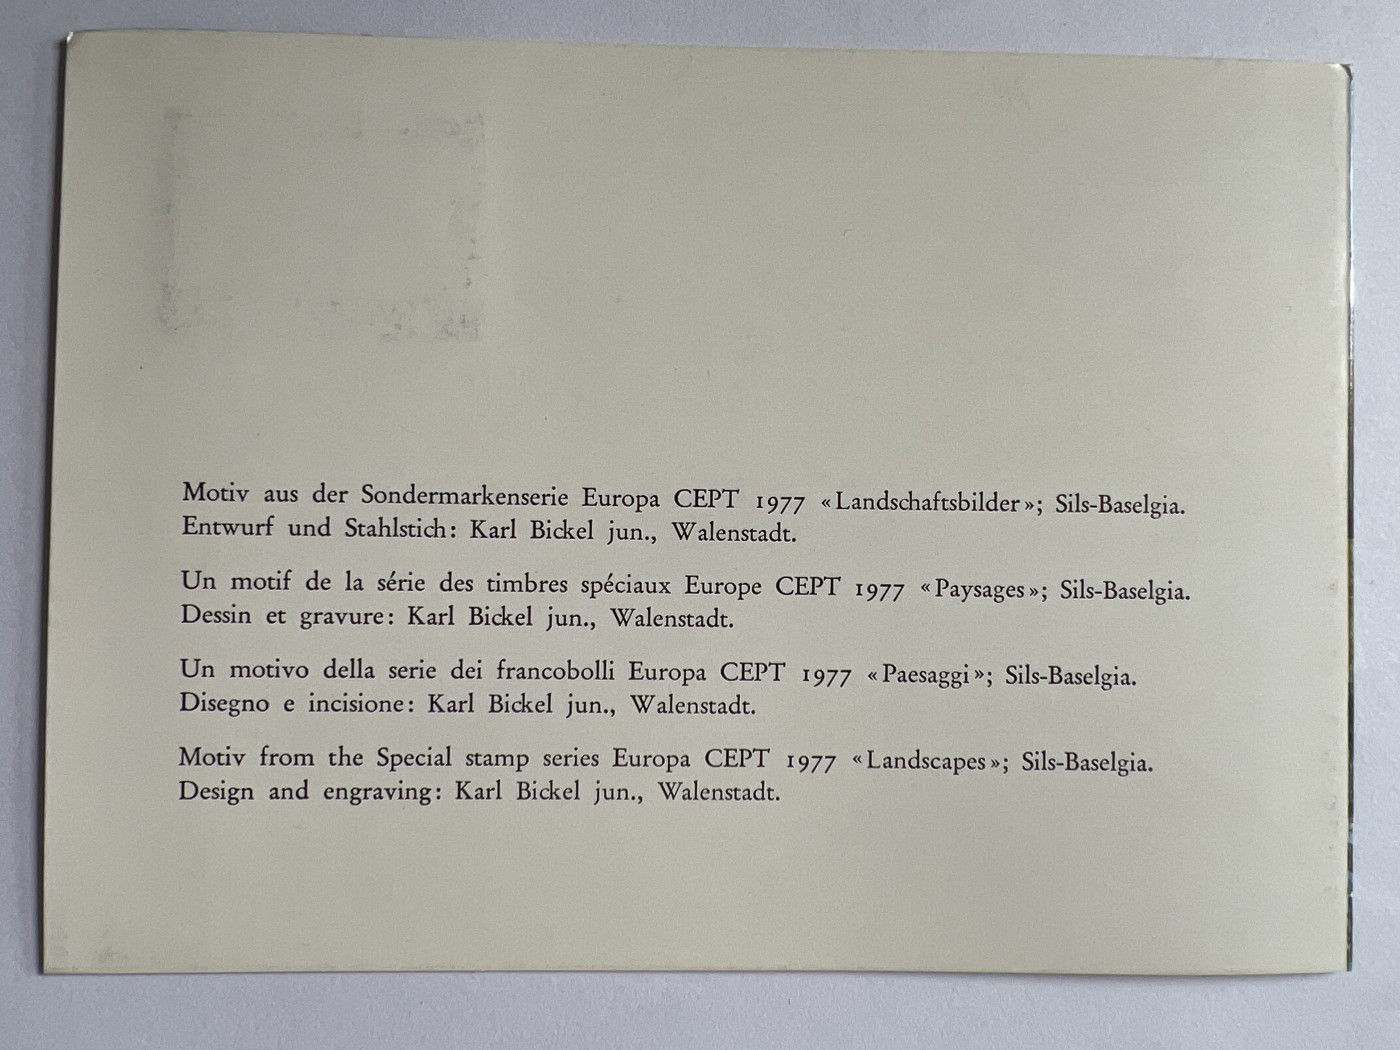 Motiv aus der Sondermarkenserie Europa CEPT 1977 «Landschaftsbilder»; Sils-Baselgia.
Entwurf und Stahlstich: Karl Bickel jun., Walenstadt.
Un motif de la série des timbres spéciaux Europe CEPT 1977 «Paysages»; Sils-Baselgia.
Dessin et gravure: Karl Bickel jun., Walenstadt.
Un motivo della serie dei francobolli Europa CEPT 1977 «Paesaggi»; Sils-Baselgia.
Disegno e incisione: Karl Bickel jun., Walenstadt.
Motiv from the Special stamp series Europa CEPT 1977 «Landscapes»; Sils-Baselgia.
Design and engraving: Karl Bickel jun., Walenstadt.